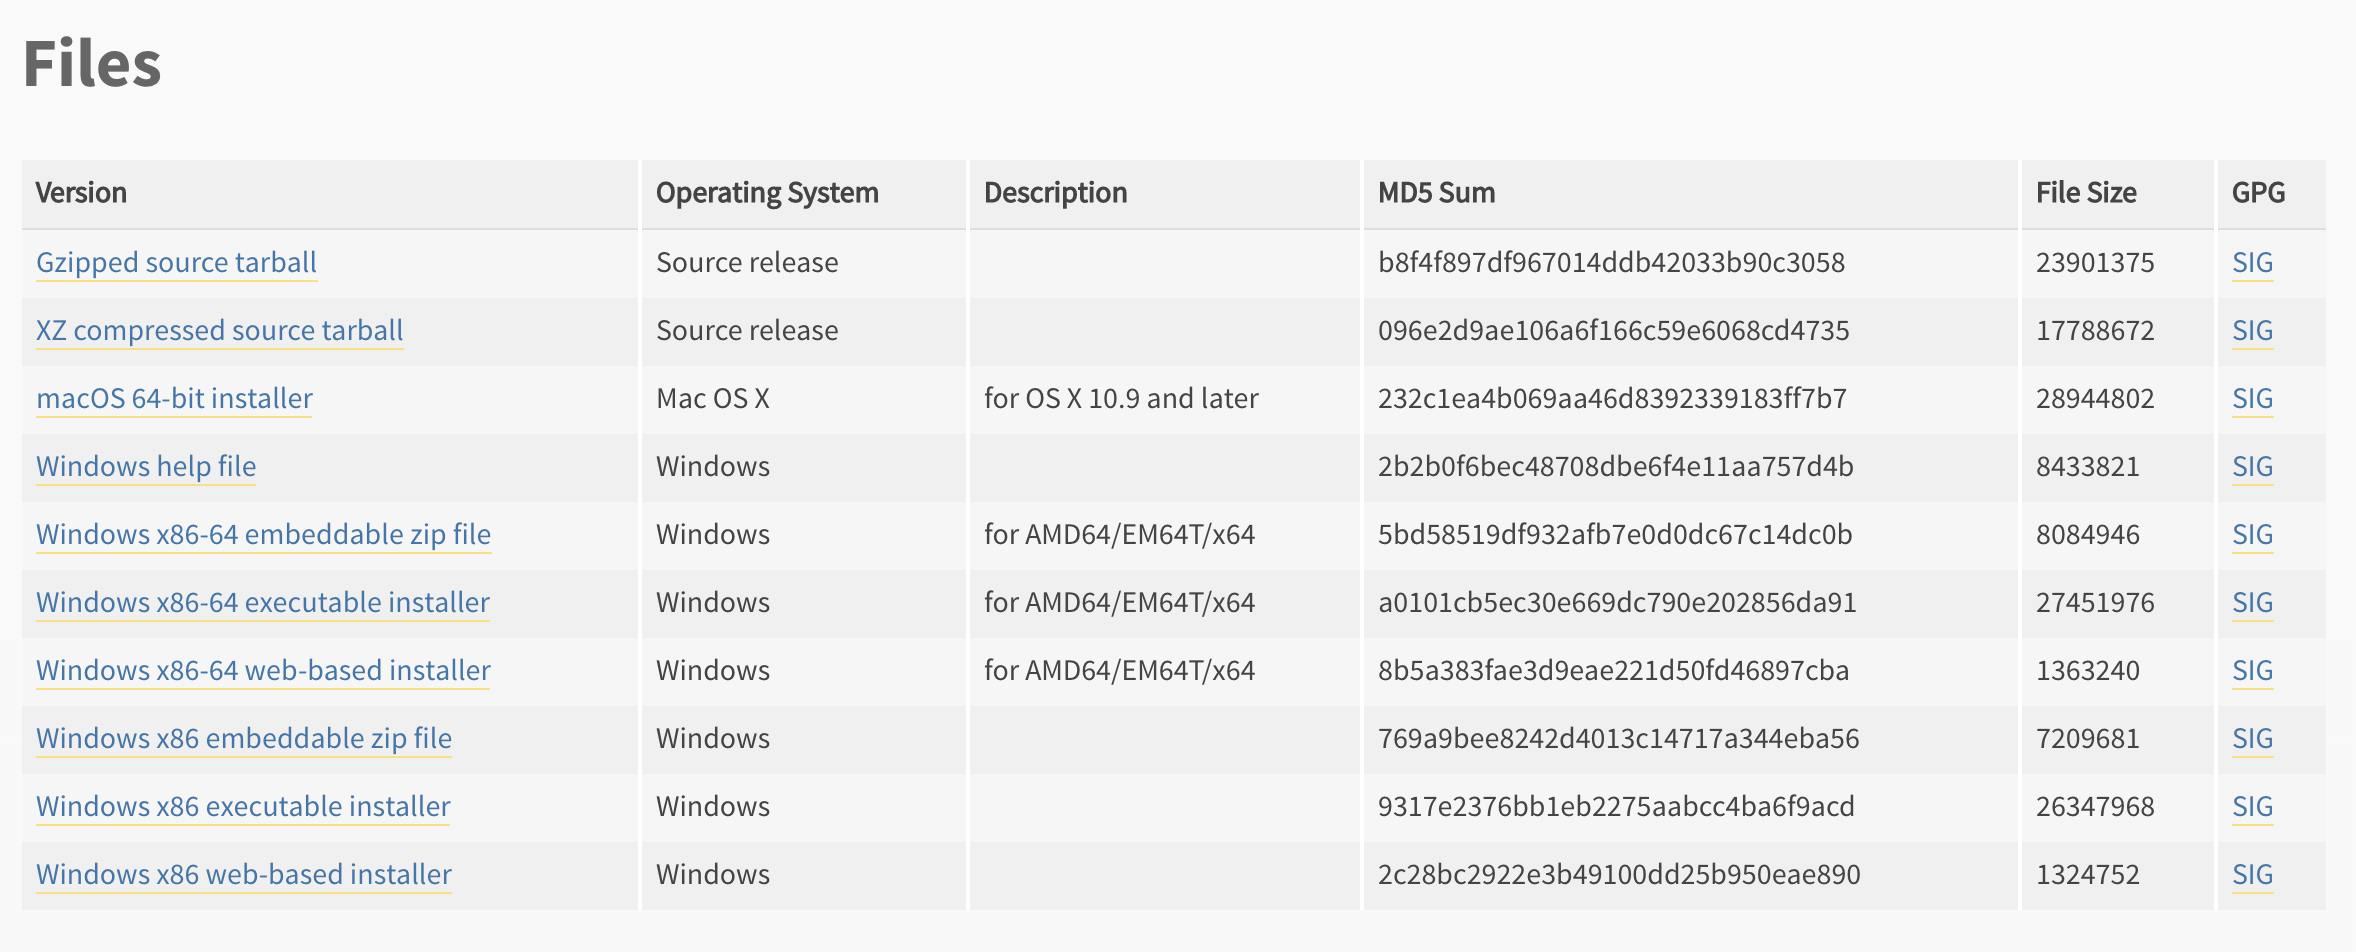 Files
Version Operating System Description MD5 Sum File Size GPG
Gzipped source tarball Source release b8f4f897df967014ddb42033b90c3058 23901375 SIG
XZ compressed source tarball Source release 096e2d9ae106a6f166c59e6068cd4735 17788672 SIG
macOS 64-bit installer Mac OS X for OS X 10.9 and later 232c1ea4b069aa46d8392339183ff7b7 28944802 SIG
Windows help file Windows 2b2b0f6bec48708dbe6f4e11aa757d4b 8433821 SIG
Windows x86-64 embeddable zip file Windows for AMD64/EM64T/x64 5bd58519df932afb7e0d0dc67c14dc0b 8084946 SIG
Windows x86-64 executable installer Windows for AMD64/EM64T/x64 a0101cb5ec30e669dc790e202856da91 27451976 SIG
Windows x86-64 web-based installer Windows for AMD64/EM64T/x64 8b5a383fae3d9eae221d50fd46897cba 1363240 SIG
Windows x86 embeddable zip file Windows 769a9bee8242d4013c14717a344eba56 7209681 SIG
Windows x86 executable installer Windows 9317e2376bb1eb2275aabcc4ba6f9acd 26347968 SIG
Windows x86 web-based installer Windows 2c28bc2922e3b49100dd25b950eae890 1324752 SIG